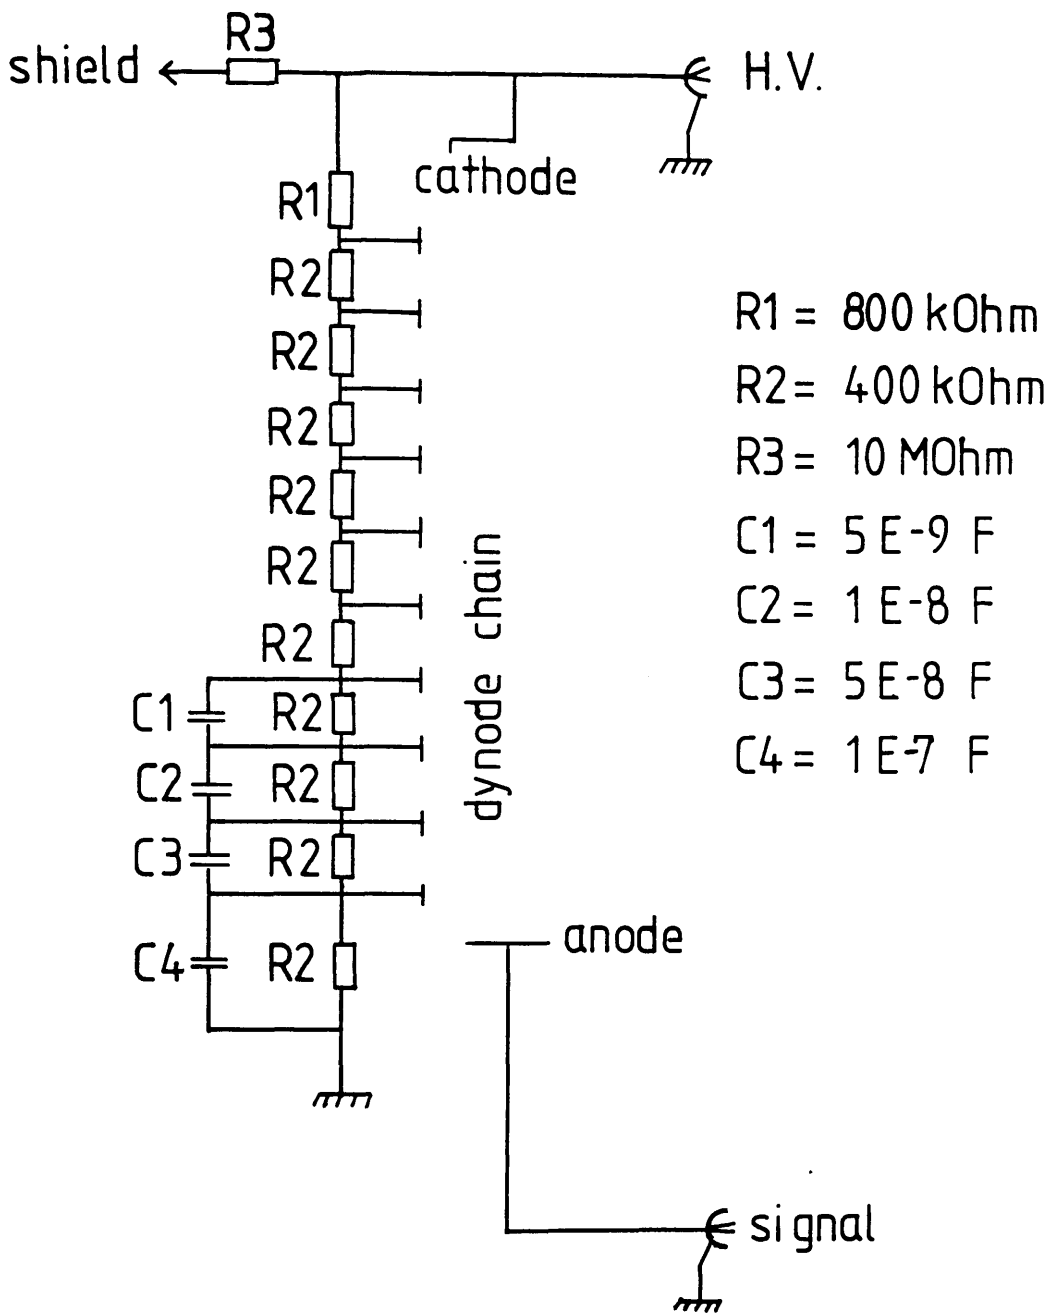 R3
shield
H.V.
cathode
R1
R2
R2
R2
R2
R2
R2
C1 R2
C2 R2
C3 R2
C4 R2
dynode chain
R1 = 800 kOhm
R2 = 400 kOhm
R3 = 10 MOhm
C1 = 5 E-9 F
C2 = 1 E-8 F
C3 = 5 E-8 F
C4 = 1 E-7 F
anode
signal